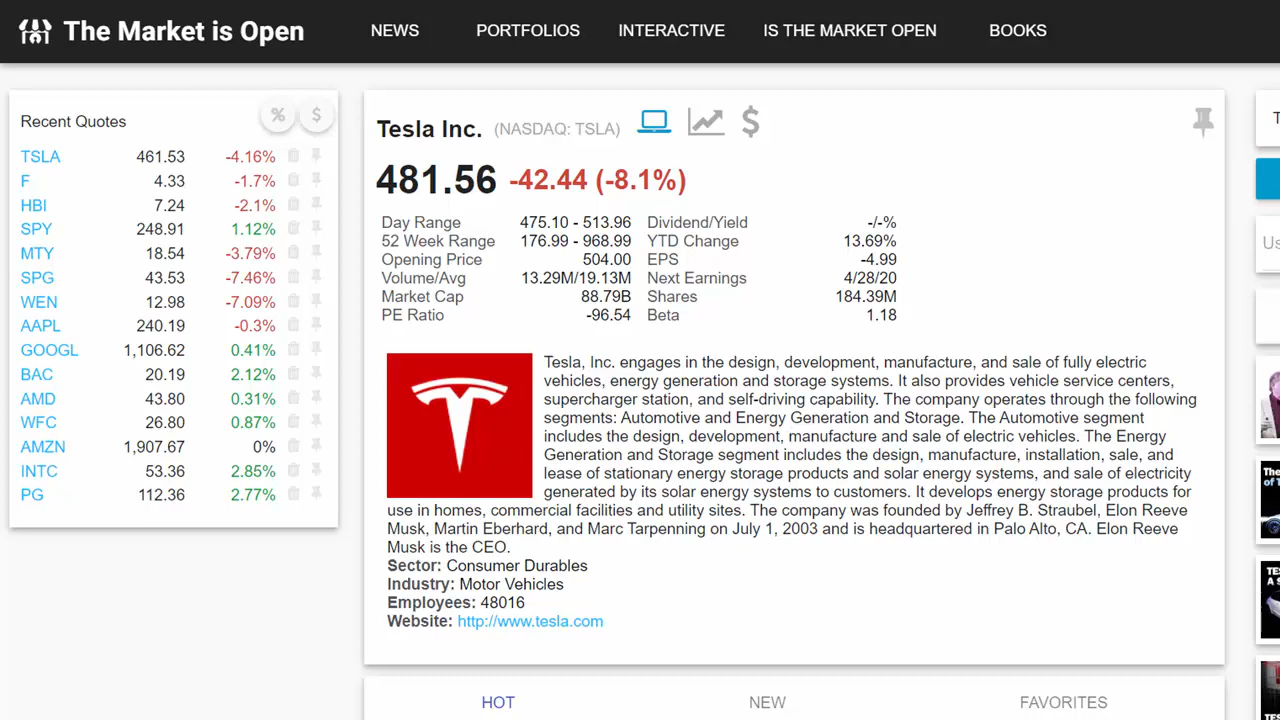 The Market is Open
NEWS
PORTFOLIOS
INTERACTIVE
IS THE MARKET OPEN
BOOKS
Recent Quotes
%
$
TSLA 461.53 -4.16%
F 4.33 -1.7%
HBI 7.24 -2.1%
SPY 248.91 1.12%
MTY 18.54 -3.79%
SPG 43.53 -7.46%
WEN 12.98 -7.09%
AAPL 240.19 -0.3%
GOOGL 1,106.62 0.41%
BAC 20.19 2.12%
AMD 43.80 0.31%
WFC 26.80 0.87%
AMZN 1,907.67 0%
INTC 53.36 2.85%
PG 112.36 2.77%
Tesla Inc. (NASDAQ: TSLA) $
481.56 -42.44 (-8.1%)
Day Range 475.10 - 513.96 Dividend/Yield -/-%
52 Week Range 176.99 - 968.99 YTD Change 13.69%
Opening Price 504.00 EPS -4.99
Volume/Avg 13.29M/19.13M Next Earnings 4/28/20
Market Cap 88.79B Shares 184.39M
PE Ratio -96.54 Beta 1.18
Tesla, Inc. engages in the design, development, manufacture, and sale of fully electric
vehicles, energy generation and storage systems. It also provides vehicle service centers,
supercharger station, and self-driving capability. The company operates through the following
segments: Automotive and Energy Generation and Storage. The Automotive segment
includes the design, development, manufacture and sale of electric vehicles. The Energy
Generation and Storage segment includes the design, manufacture, installation, sale, and
lease of stationary energy storage products and solar energy systems, and sale of electricity
generated by its solar energy systems to customers. It develops energy storage products for
use in homes, commercial facilities and utility sites. The company was founded by Jeffrey B. Straubel, Elon Reeve
Musk, Martin Eberhard, and Marc Tarpenning on July 1, 2003 and is headquartered in Palo Alto, CA. Elon Reeve
Musk is the CEO.
Sector: Consumer Durables
Industry: Motor Vehicles
Employees: 48016
Website: http://www.tesla.com
HOT
NEW
FAVORITES